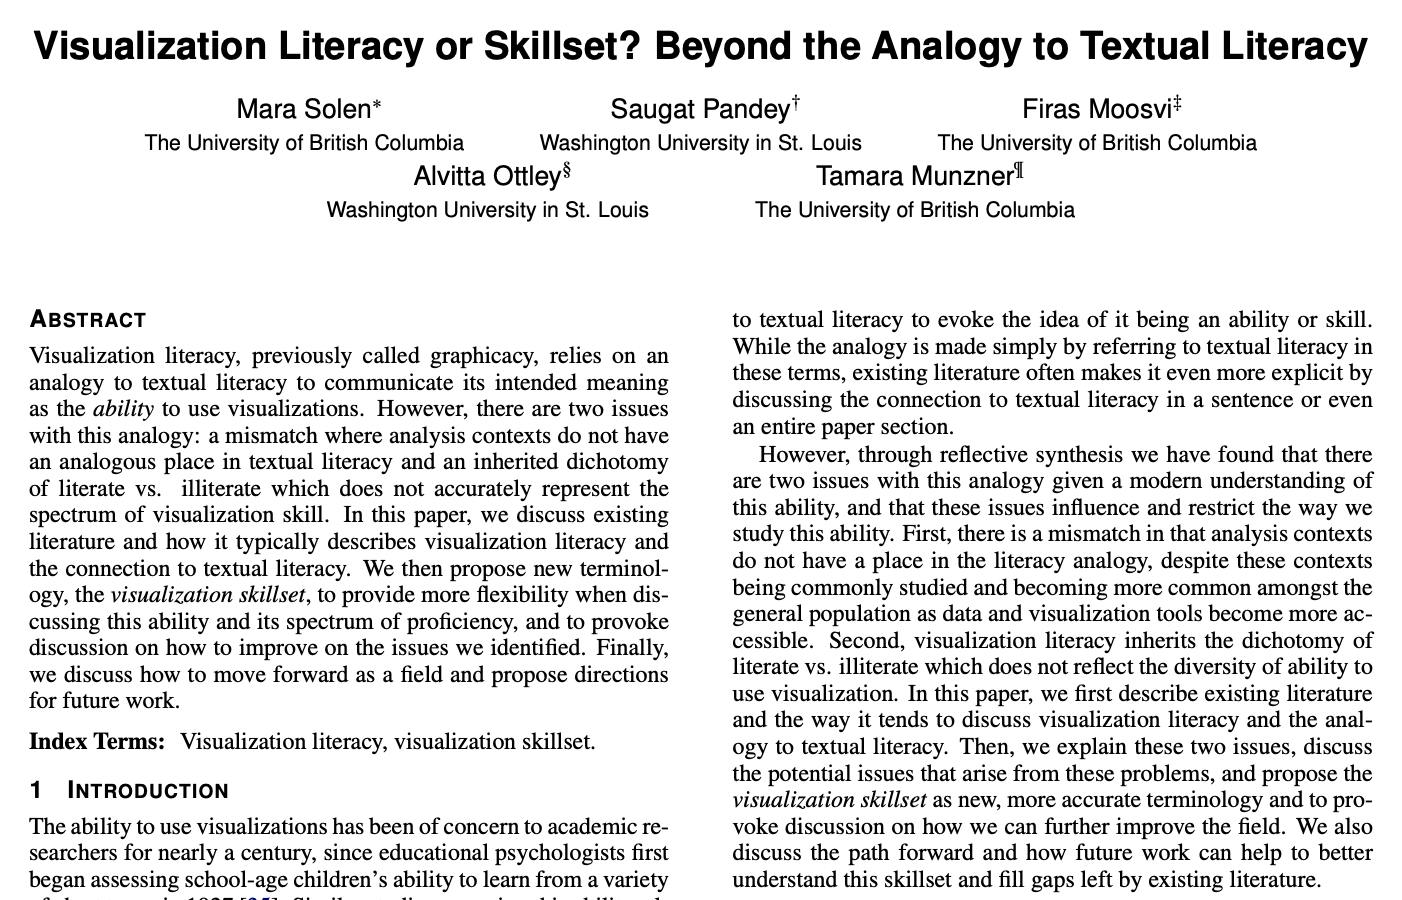 Visualization Literacy or Skillset? Beyond the Analogy to Textual Literacy
Mara Solen* Saugat Pandey† Firas Moosvi‡
The University of British Columbia Washington University in St. Louis The University of British Columbia
Alvitta Ottley§ Tamara Munzner¶
Washington University in St. Louis The University of British Columbia
ABSTRACT
Visualization literacy, previously called graphicacy, relies on an
analogy to textual literacy to communicate its intended meaning
as the ability to use visualizations. However, there are two issues
with this analogy: a mismatch where analysis contexts do not have
an analogous place in textual literacy and an inherited dichotomy
of literate vs. illiterate which does not accurately represent the
spectrum of visualization skill. In this paper, we discuss existing
literature and how it typically describes visualization literacy and
the connection to textual literacy. We then propose new terminol-
ogy, the visualization skillset, to provide more flexibility when dis-
cussing this ability and its spectrum of proficiency, and to provoke
discussion on how to improve on the issues we identified. Finally,
we discuss how to move forward as a field and propose directions
for future work.
Index Terms: Visualization literacy, visualization skillset.
1 INTRODUCTION
The ability to use visualizations has been of concern to academic re-
searchers for nearly a century, since educational psychologists first
began assessing school-age children's ability to learn from a variety
to textual literacy to evoke the idea of it being an ability or skill.
While the analogy is made simply by referring to textual literacy in
these terms, existing literature often makes it even more explicit by
discussing the connection to textual literacy in a sentence or even
an entire paper section.
However, through reflective synthesis we have found that there
are two issues with this analogy given a modern understanding of
this ability, and that these issues influence and restrict the way we
study this ability. First, there is a mismatch in that analysis contexts
do not have a place in the literacy analogy, despite these contexts
being commonly studied and becoming more common amongst the
general population as data and visualization tools become more ac-
cessible. Second, visualization literacy inherits the dichotomy of
literate vs. illiterate which does not reflect the diversity of ability to
use visualization. In this paper, we first describe existing literature
and the way it tends to discuss visualization literacy and the anal-
ogy to textual literacy. Then, we explain these two issues, discuss
the potential issues that arise from these problems, and propose the
visualization skillset as new, more accurate terminology and to pro-
voke discussion on how we can further improve the field. We also
discuss the path forward and how future work can help to better
understand this skillset and fill gaps left by existing literature.